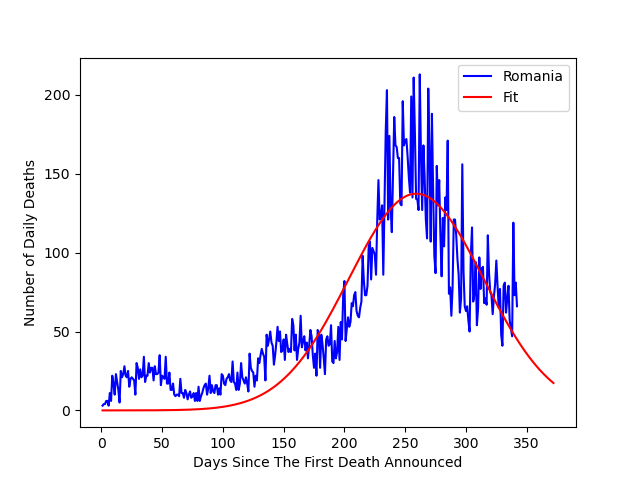 Romania
Fit
200
150
100
50
0
Number of Daily Deaths
0 50 100 150 200 250 300 350
Days Since The First Death Announced